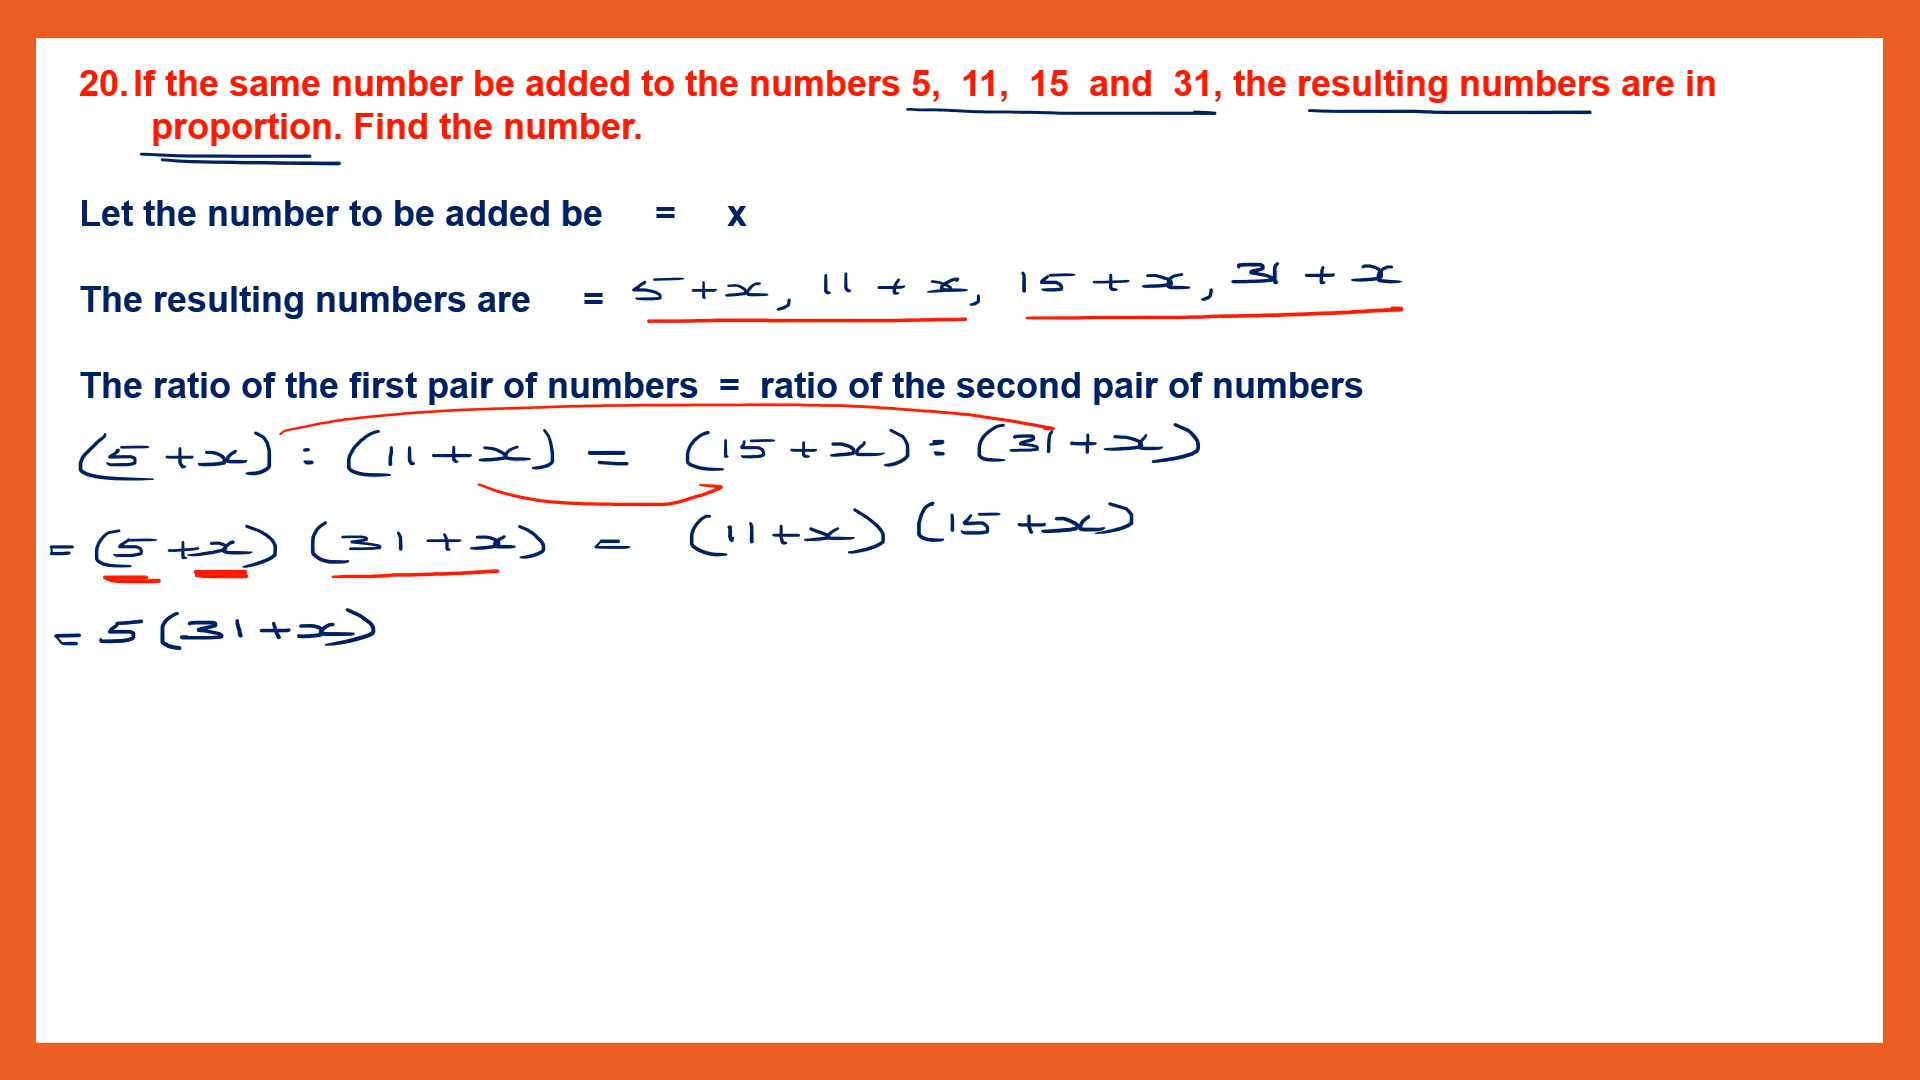 20. If the same number be added to the numbers 5, 11, 15 and 31, the resulting numbers are in
proportion. Find the number.
Let the number to be added be = x
The resulting numbers are = 5+x, 11+x, 15+x, 31+x
The ratio of the first pair of numbers = ratio of the second pair of numbers
(5+x) : (11+x) = (15+x) : (31+x)
= (5+x) (31+x) = (11+x) (15+x)
= 5(31+x)